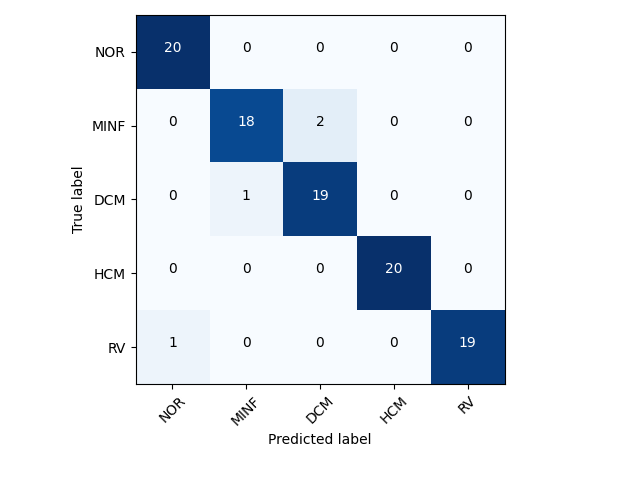 NOR 20 0 0 0 0
MINF 0 18 2 0 0
DCM 0 1 19 0 0
HCM 0 0 0 20 0
RV 1 0 0 0 19
NOR MINF DCM HCM RV
True label
Predicted label